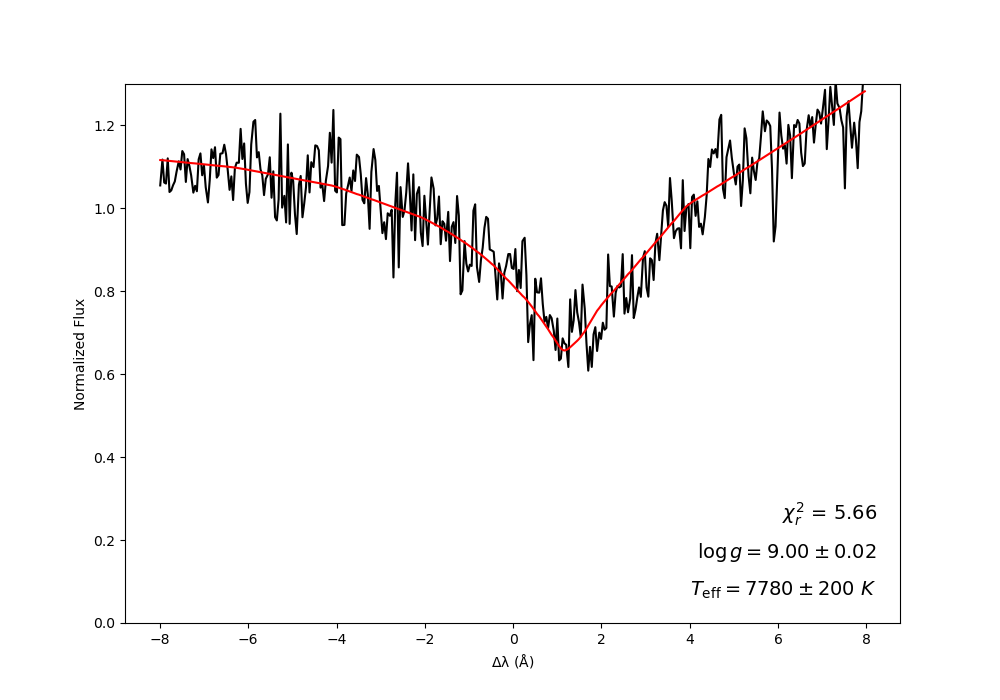 1.2
1.0
0.8
0.6
0.4
0.2
0.0
Normalized Flux
χ²ᵣ = 5.66
log g = 9.00 ± 0.02
T_eff = 7780 ± 200 K
−8 −6 −4 −2 0 2 4 6 8
Δλ (Å)